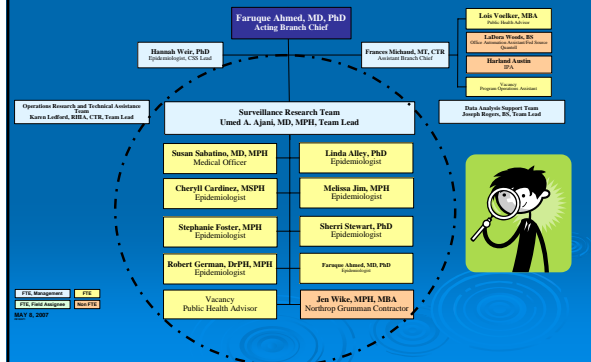 Faruque Ahmed, MD, PhD
Acting Branch Chief
Lois Voelker, MBA
Public Health Advisor
Hannah Weir, PhD
Epidemiologist, CSS Lead
Frances Michaud, MT, CTR
Assistant Branch Chief
LaDora Woods, BS
Office Automation Assistant/Fed Source
Quantell
Harland Austin
IPA
Vacancy
Program Operations Assistant
Operations Research and Technical Assistance
Team
Karen Ledford, RHIA, CTR, Team Lead
Surveillance Research Team
Umed A. Ajani, MD, MPH, Team Lead
Data Analysis Support Team
Joseph Rogers, BS, Team Lead
Susan Sabatino, MD, MPH
Medical Officer
Linda Alley, PhD
Epidemiologist
Cheryll Cardinez, MSPH
Epidemiologist
Melissa Jim, MPH
Epidemiologist
Stephanie Foster, MPH
Epidemiologist
Sherri Stewart, PhD
Epidemiologist
Robert German, DrPH, MPH
Epidemiologist
Faruque Ahmed, MD, PhD
Epidemiologist
Vacancy
Public Health Advisor
Jen Wike, MPH, MBA
Northrop Grumman Contractor
FTE, Management
FTE
FTE, Field Assignee
Non FTE
MAY 8, 2007